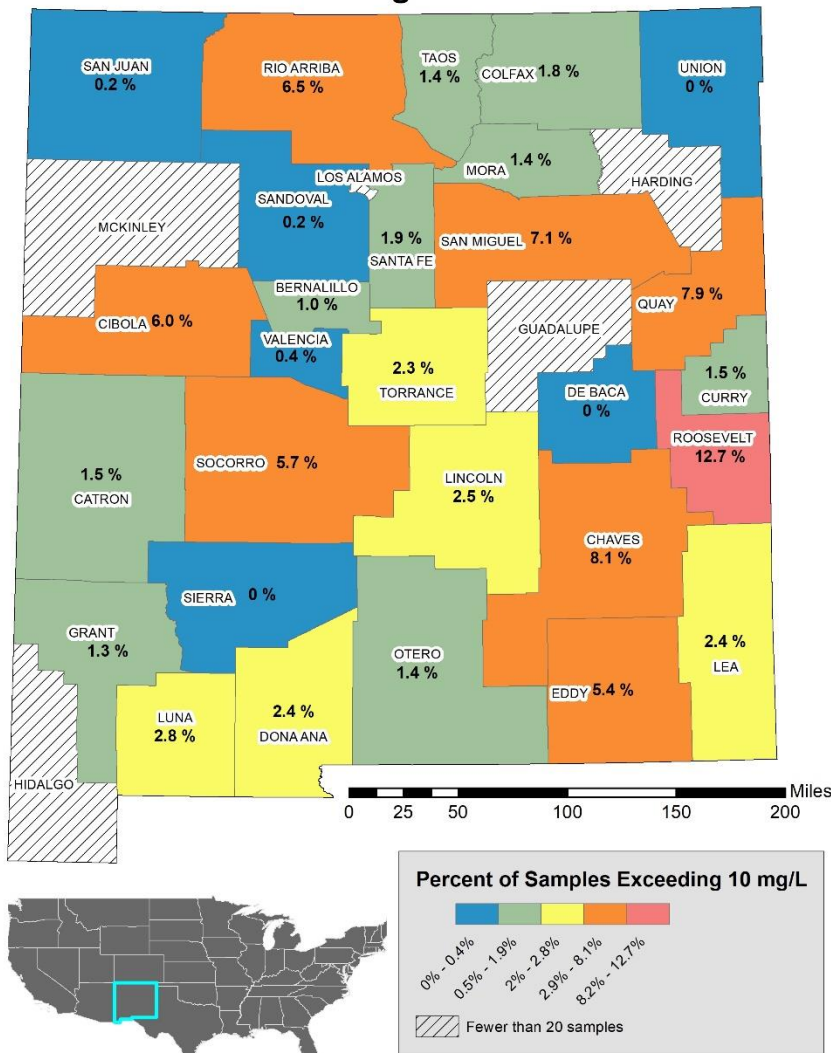 SAN JUAN
0.2 %
RIO ARRIBA
6.5 %
TAOS
1.4 %
COLFAX
1.8 %
UNION
0 %
MORA
1.4 %
HARDING
LOS ALAMOS
SANDOVAL
0.2 %
MCKINLEY
1.9 %
SANTA FE
SAN MIGUEL
7.1 %
BERNALILLO
1.0 %
QUAY
7.9 %
GUADALUPE
CIBOLA
6.0 %
VALENCIA
0.4 %
2.3 %
TORRANCE
DE BACA
0 %
1.5 %
CURRY
ROOSEVELT
12.7 %
SOCORRO
5.7 %
1.5 %
CATRON
LINCOLN
2.5 %
CHAVES
8.1 %
SIERRA
0 %
GRANT
1.3 %
OTERO
1.4 %
2.4 %
LEA
EDDY
5.4 %
LUNA
2.8 %
2.4 %
DONA ANA
HIDALGO
Miles
0 25 50 100 150 200
Percent of Samples Exceeding 10 mg/L
0% - 0.4%
0.5% - 1.9%
2% - 2.8%
2.9% - 8.1%
8.2% - 12.7%
Fewer than 20 samples